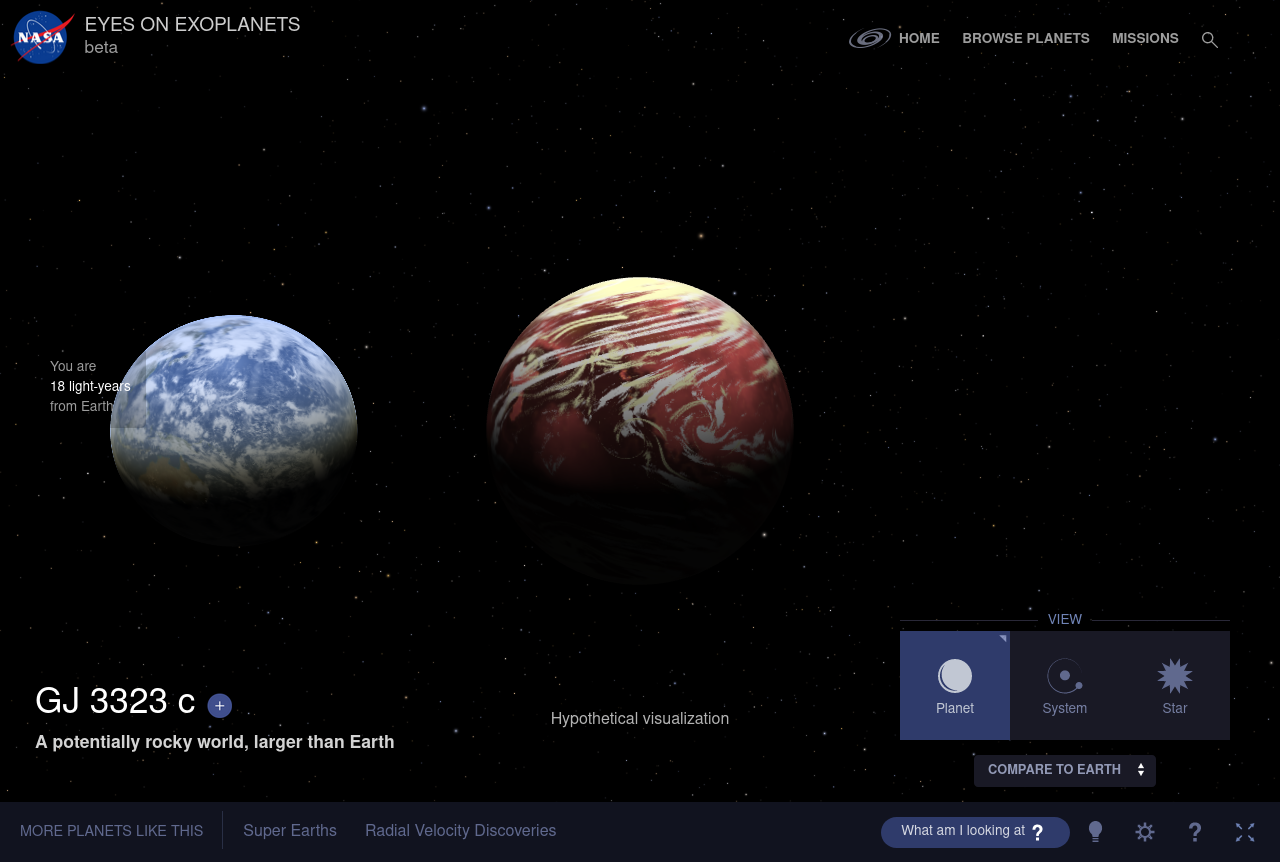 NASA
EYES ON EXOPLANETS
beta
HOME
BROWSE PLANETS
MISSIONS
You are
18 light-years
from Earth
VIEW
Planet
System
Star
GJ 3323 c +
A potentially rocky world, larger than Earth
Hypothetical visualization
COMPARE TO EARTH
MORE PLANETS LIKE THIS
Super Earths
Radial Velocity Discoveries
What am I looking at ?
?